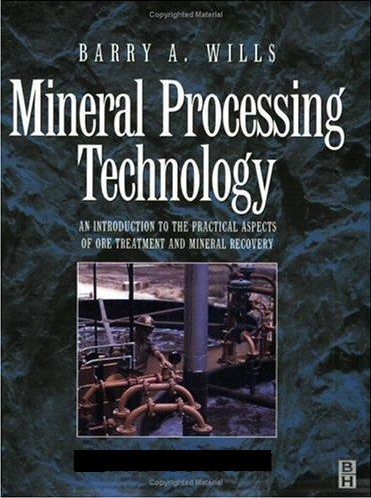 Copyrighted Material
BARRY A. WILLS
Mineral Processing
Technology
AN INTRODUCTION TO THE PRACTICAL ASPECTS
OF ORE TREATMENT AND MINERAL RECOVERY
B
H
Copyrighted Material